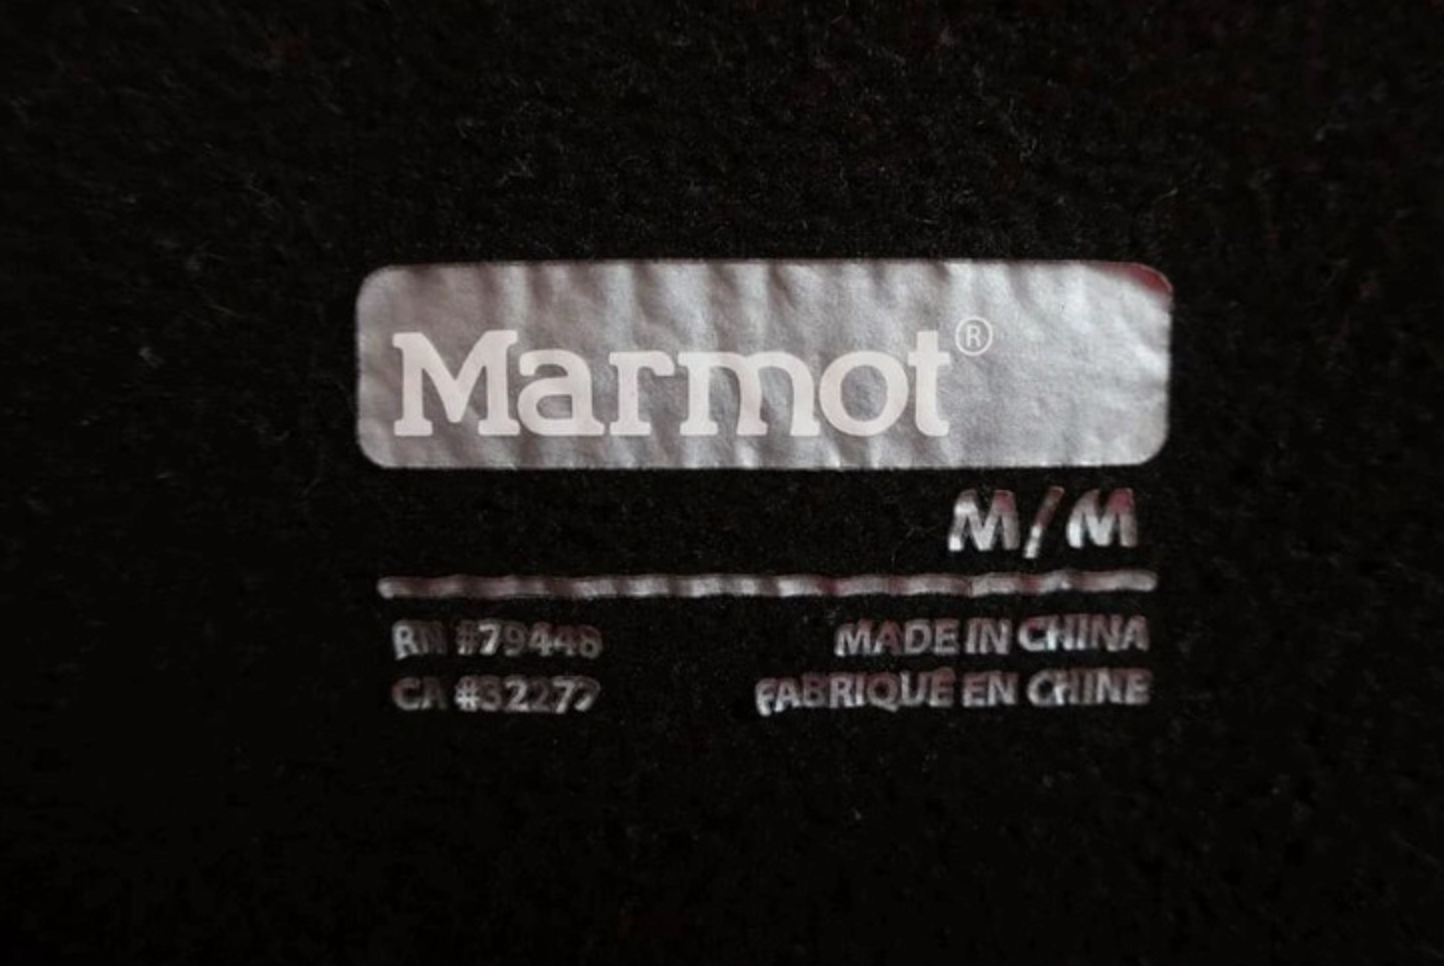 Marmot®
M/M
RN #79448
MADE IN CHINA
CA #32277
FABRIQUÉ EN CHINE